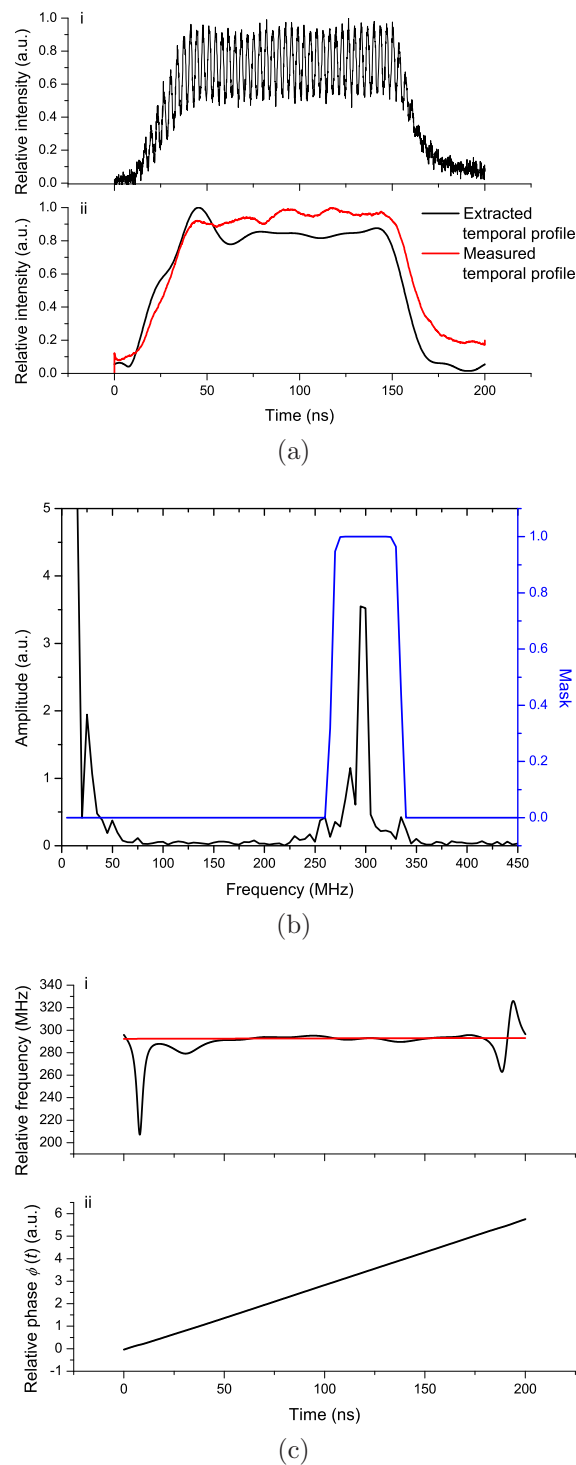 i
Relative intensity (a.u.)
1.0
0.8
0.6
0.4
0.2
0.0
ii
Relative intensity (a.u.)
1.0
0.8
0.6
0.4
0.2
0.0
Extracted
temporal profile
Measured
temporal profile
0 50 100 150 200
Time (ns)
(a)
Amplitude (a.u.)
5
4
3
2
1
0
1.0
0.8
0.6
0.4
0.2
0.0
Mask
0 50 100 150 200 250 300 350 400 450
Frequency (MHz)
(b)
i
Relative frequency (MHz)
340
320
300
280
260
240
220
200
ii
Relative phase ϕ (t) (a.u.)
6
5
4
3
2
1
0
-1
0 50 100 150 200
Time (ns)
(c)